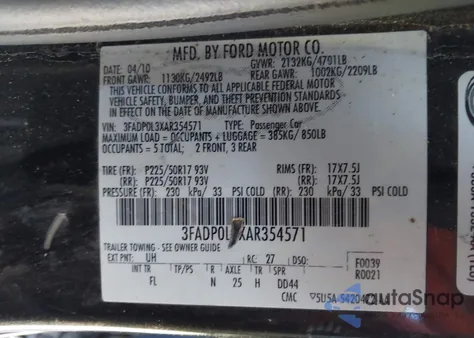 MFD. BY FORD MOTOR CO.
DATE: 04/10 GVWR: 2132KG/4701LB
FRONT GAWR: 1130KG/2492LB REAR GAWR: 1002KG/2209LB
THIS VEHICLE CONFORMS TO ALL APPLICABLE FEDERAL MOTOR
VEHICLE SAFETY, BUMPER, AND THEFT PREVENTION STANDARDS
IN EFFECT ON THE DATE OF MANUFACTURE SHOWN ABOVE.
VIN: 3FADP0L3XAR354571 TYPE: Passenger Car
MAXIMUM LOAD = OCCUPANTS + LUGGAGE = 385KG/ 850LB
OCCUPANTS = 5 TOTAL; 2 FRONT, 3 REAR
TIRE (FR): P225/50R17 93V RIMS (FR): 17X7.5J
(RR): P225/50R17 93V (RR): 17X7.5J
PRESSURE (FR): 230 kPa/ 33 PSI COLD (RR): 230 kPa/ 33 PSI COLD
3FADP0L XAR354571
TRAILER TOWING - SEE OWNER GUIDE
EXT PNT: UH RC: 27 DSO: F0039
R0021
INT TR TP/PS R AXLE TR SPR
FL N 25 H DD44
CMC
autoSnap
by carsnap